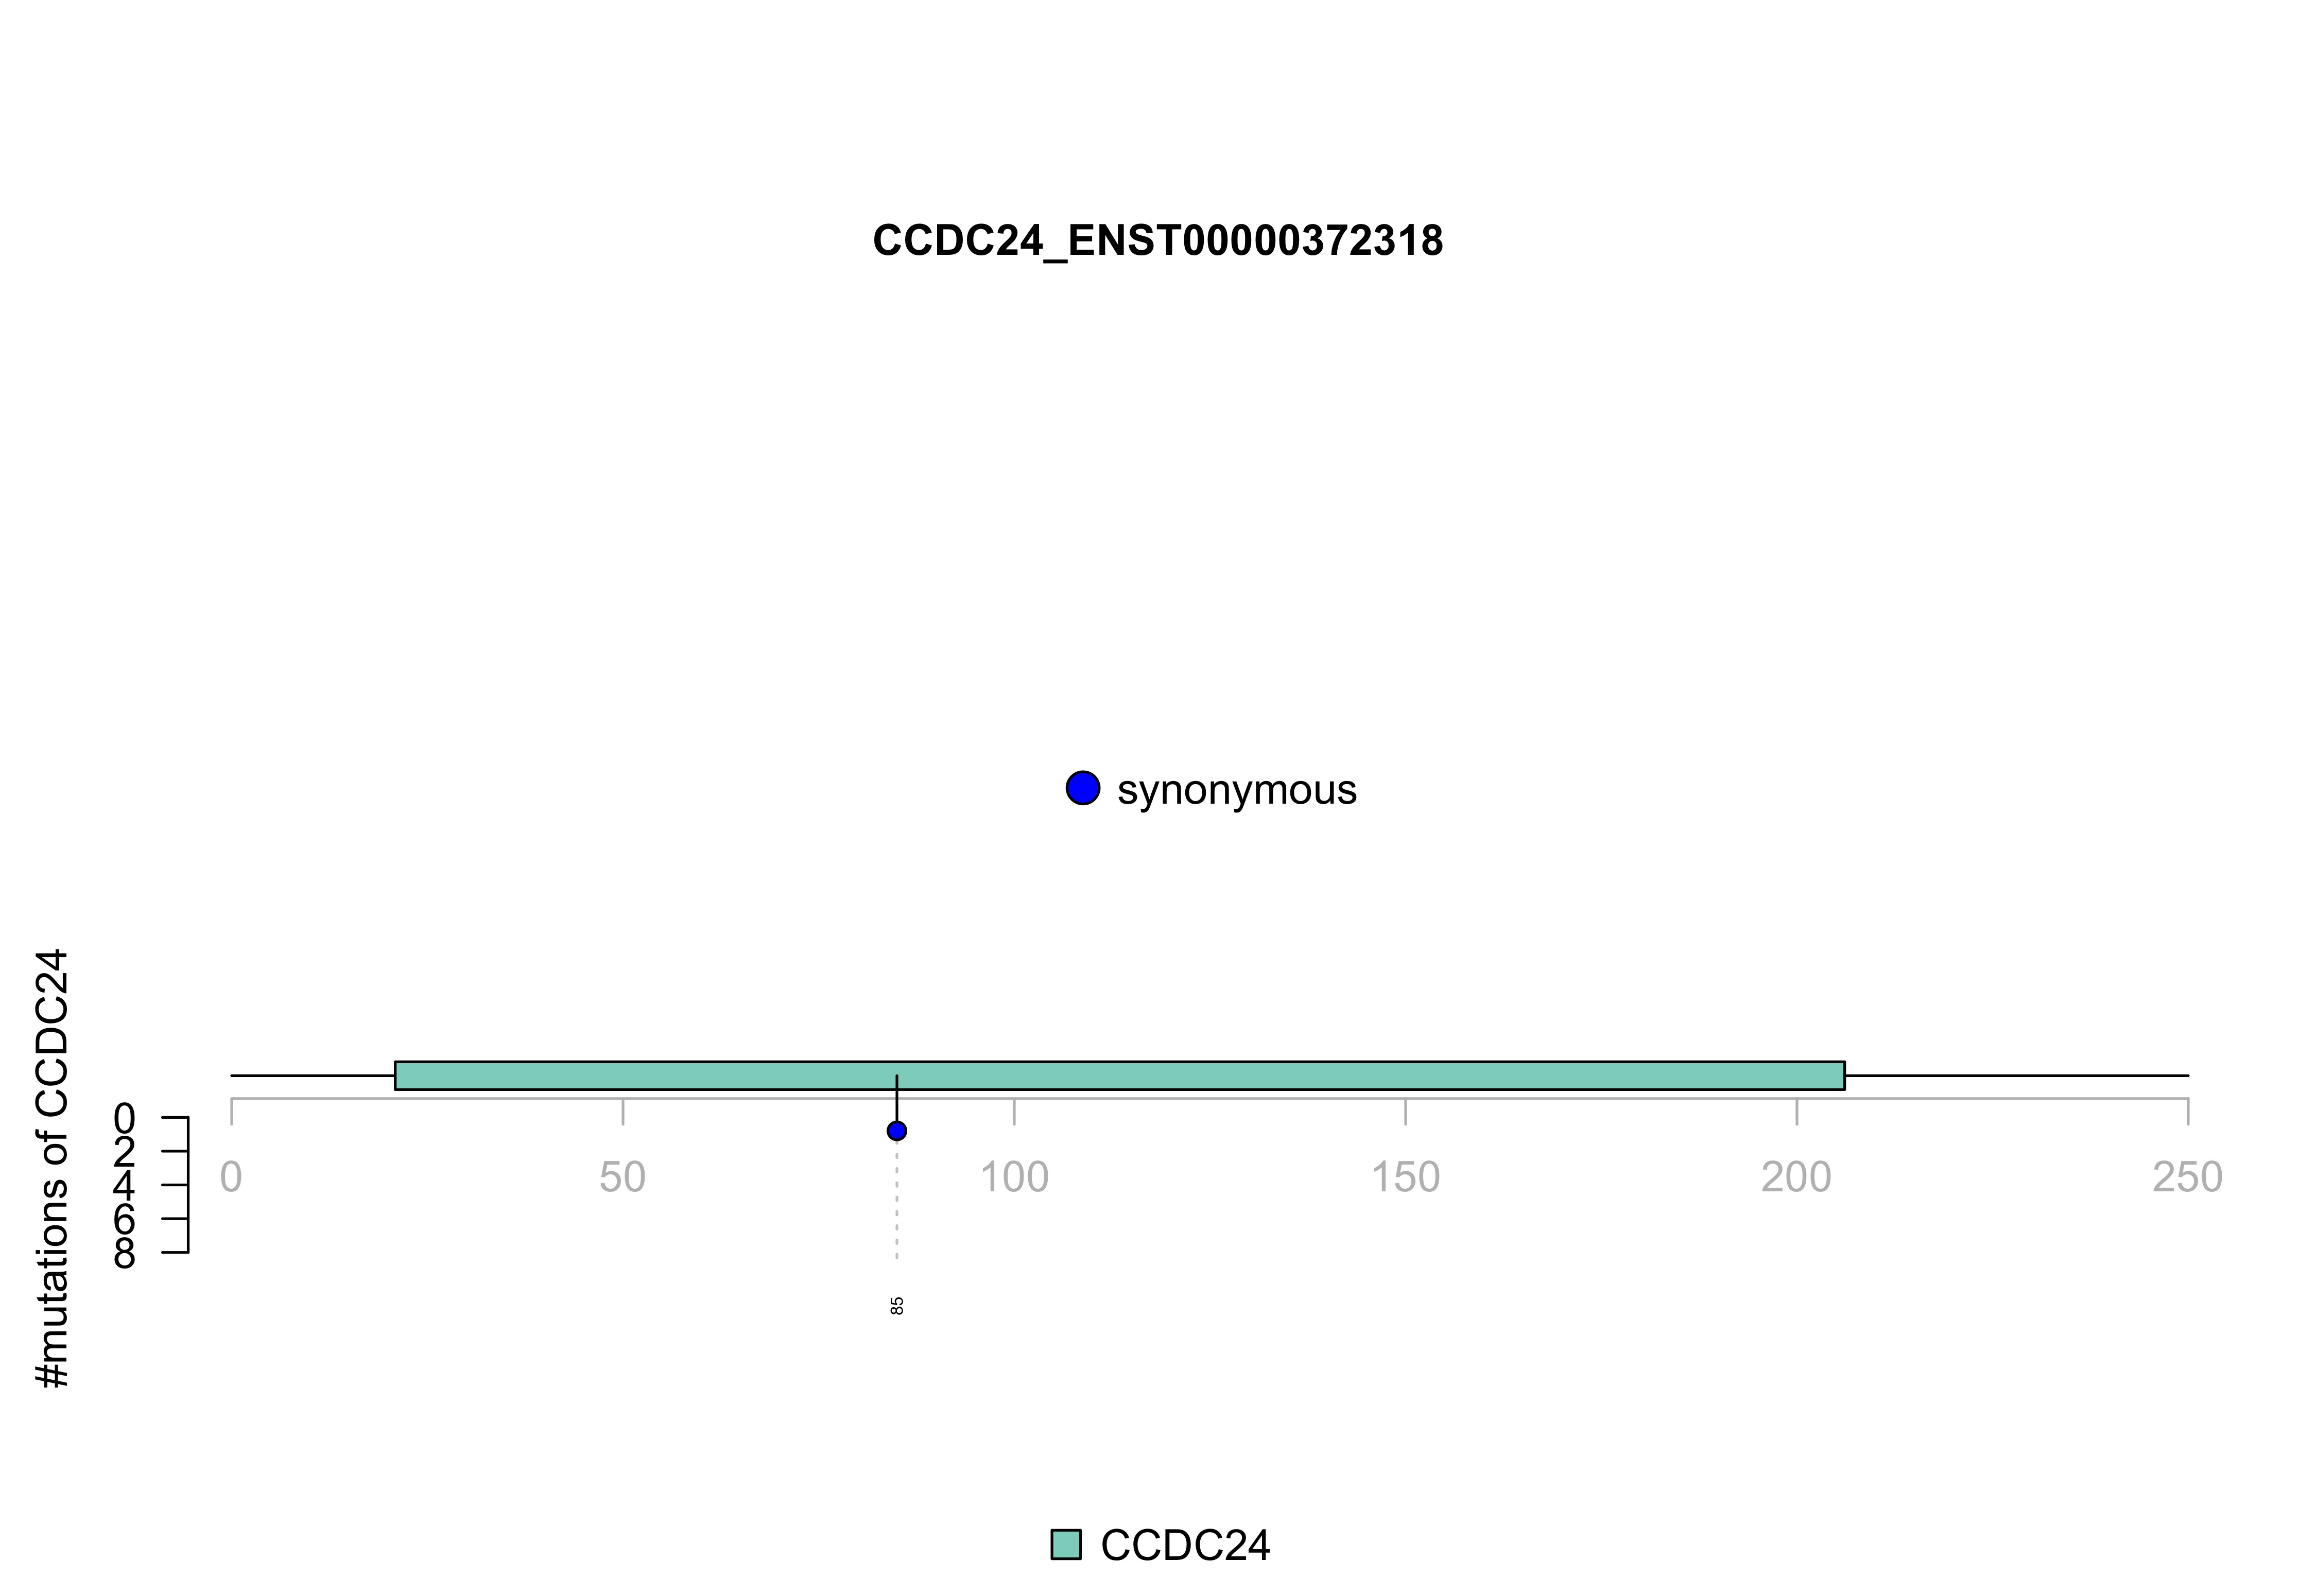 CCDC24_ENST00000372318
synonymous
#mutations of CCDC24
0
2
4
6
8
0 50 100 150 200 250
85
CCDC24